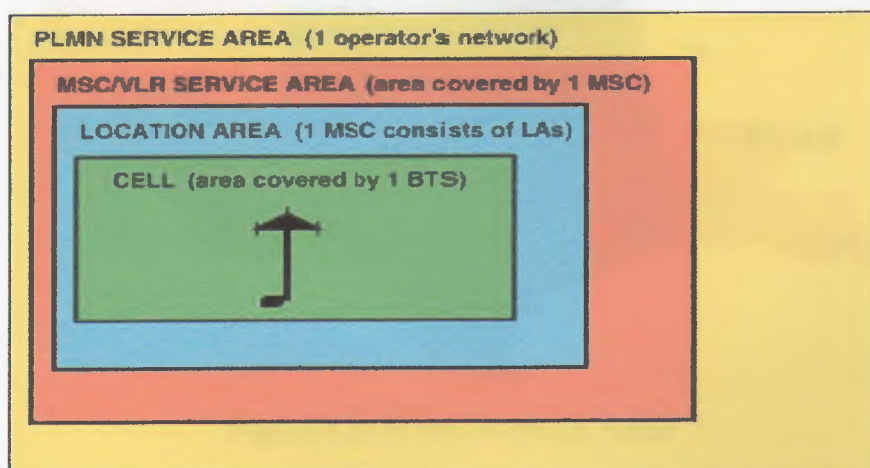 PLMN SERVICE AREA (1 operator's network)
MSC/VLR SERVICE AREA (area covered by 1 MSC)
LOCATION AREA (1 MSC consists of LAs)
CELL (area covered by 1 BTS)